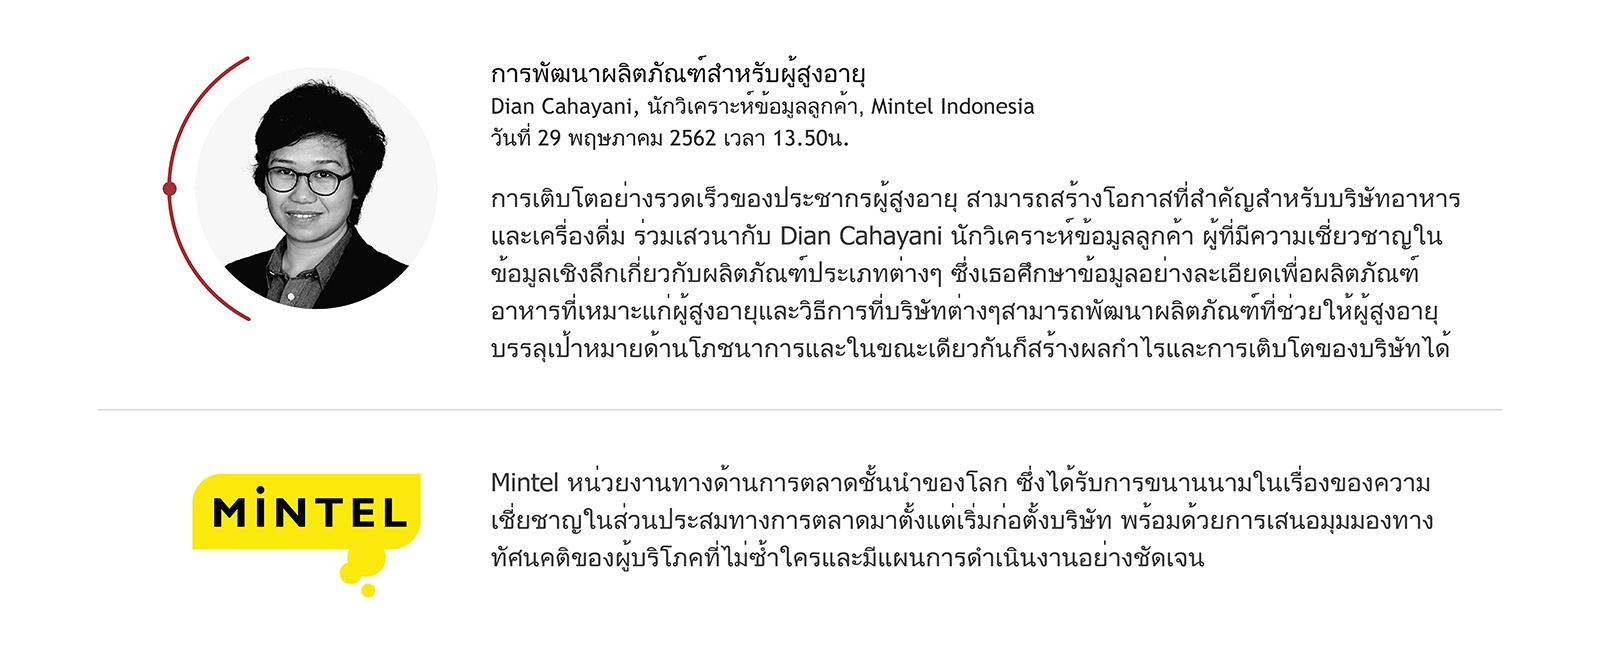 การพัฒนาผลิตภัณฑ์สำหรับผู้สูงอายุ
Dian Cahayani, นักวิเคราะห์ข้อมูลลูกค้า, Mintel Indonesia
วันที่ 29 พฤษภาคม 2562 เวลา 13.50น.
การเติบโตอย่างรวดเร็วของประชากรผู้สูงอายุ สามารถสร้างโอกาสที่สำคัญสำหรับบริษัทอาหาร
และเครื่องดื่ม ร่วมเสวนากับ Dian Cahayani นักวิเคราะห์ข้อมูลลูกค้า ผู้ที่มีความเชี่ยวชาญใน
ข้อมูลเชิงลึกเกี่ยวกับผลิตภัณฑ์ประเภทต่างๆ ซึ่งเธอศึกษาข้อมูลอย่างละเอียดเพื่อผลิตภัณฑ์
อาหารที่เหมาะแก่ผู้สูงอายุและวิธีการที่บริษัทต่างๆสามารถพัฒนาผลิตภัณฑ์ที่ช่วยให้ผู้สูงอายุ
บรรลุเป้าหมายด้านโภชนาการและในขณะเดียวกันก็สร้างผลกำไรและการเติบโตของบริษัทได้
MINTEL
Mintel หน่วยงานทางด้านการตลาดชั้นนำของโลก ซึ่งได้รับการขนานนามในเรื่องของความ
เชี่ยชาญในส่วนประสมทางการตลาดมาตั้งแต่เริ่มก่อตั้งบริษัท พร้อมด้วยการเสนอมุมมองทาง
ทัศนคติของผู้บริโภคที่ไม่ซ้ำใครและมีแผนการดำเนินงานอย่างชัดเจน